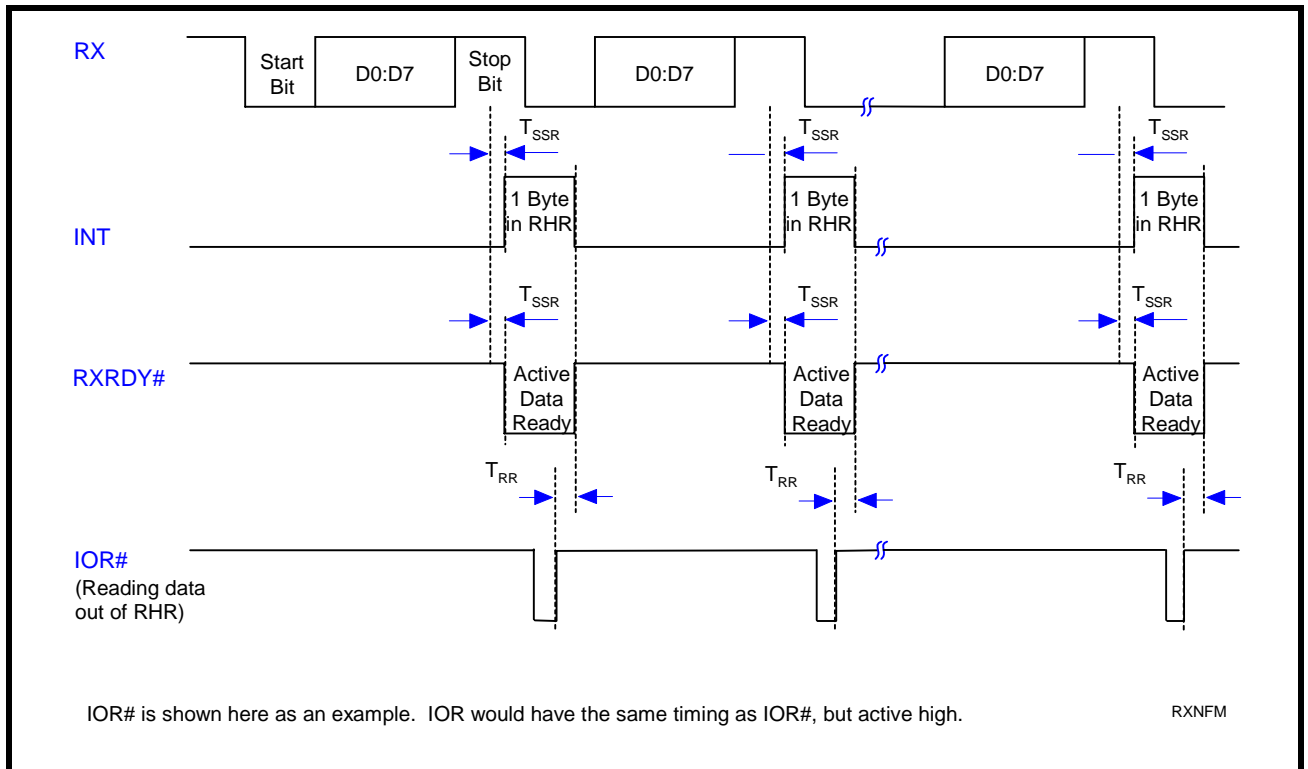 RX
Start
Bit
D0:D7
Stop
Bit
D0:D7
D0:D7
TSSR
TSSR
TSSR
INT
1 Byte
in RHR
1 Byte
in RHR
1 Byte
in RHR
TSSR
TSSR
TSSR
RXRDY#
Active
Data
Ready
Active
Data
Ready
Active
Data
Ready
TRR
TRR
TRR
IOR#
(Reading data
out of RHR)
IOR# is shown here as an example. IOR would have the same timing as IOR#, but active high.
RXNFM